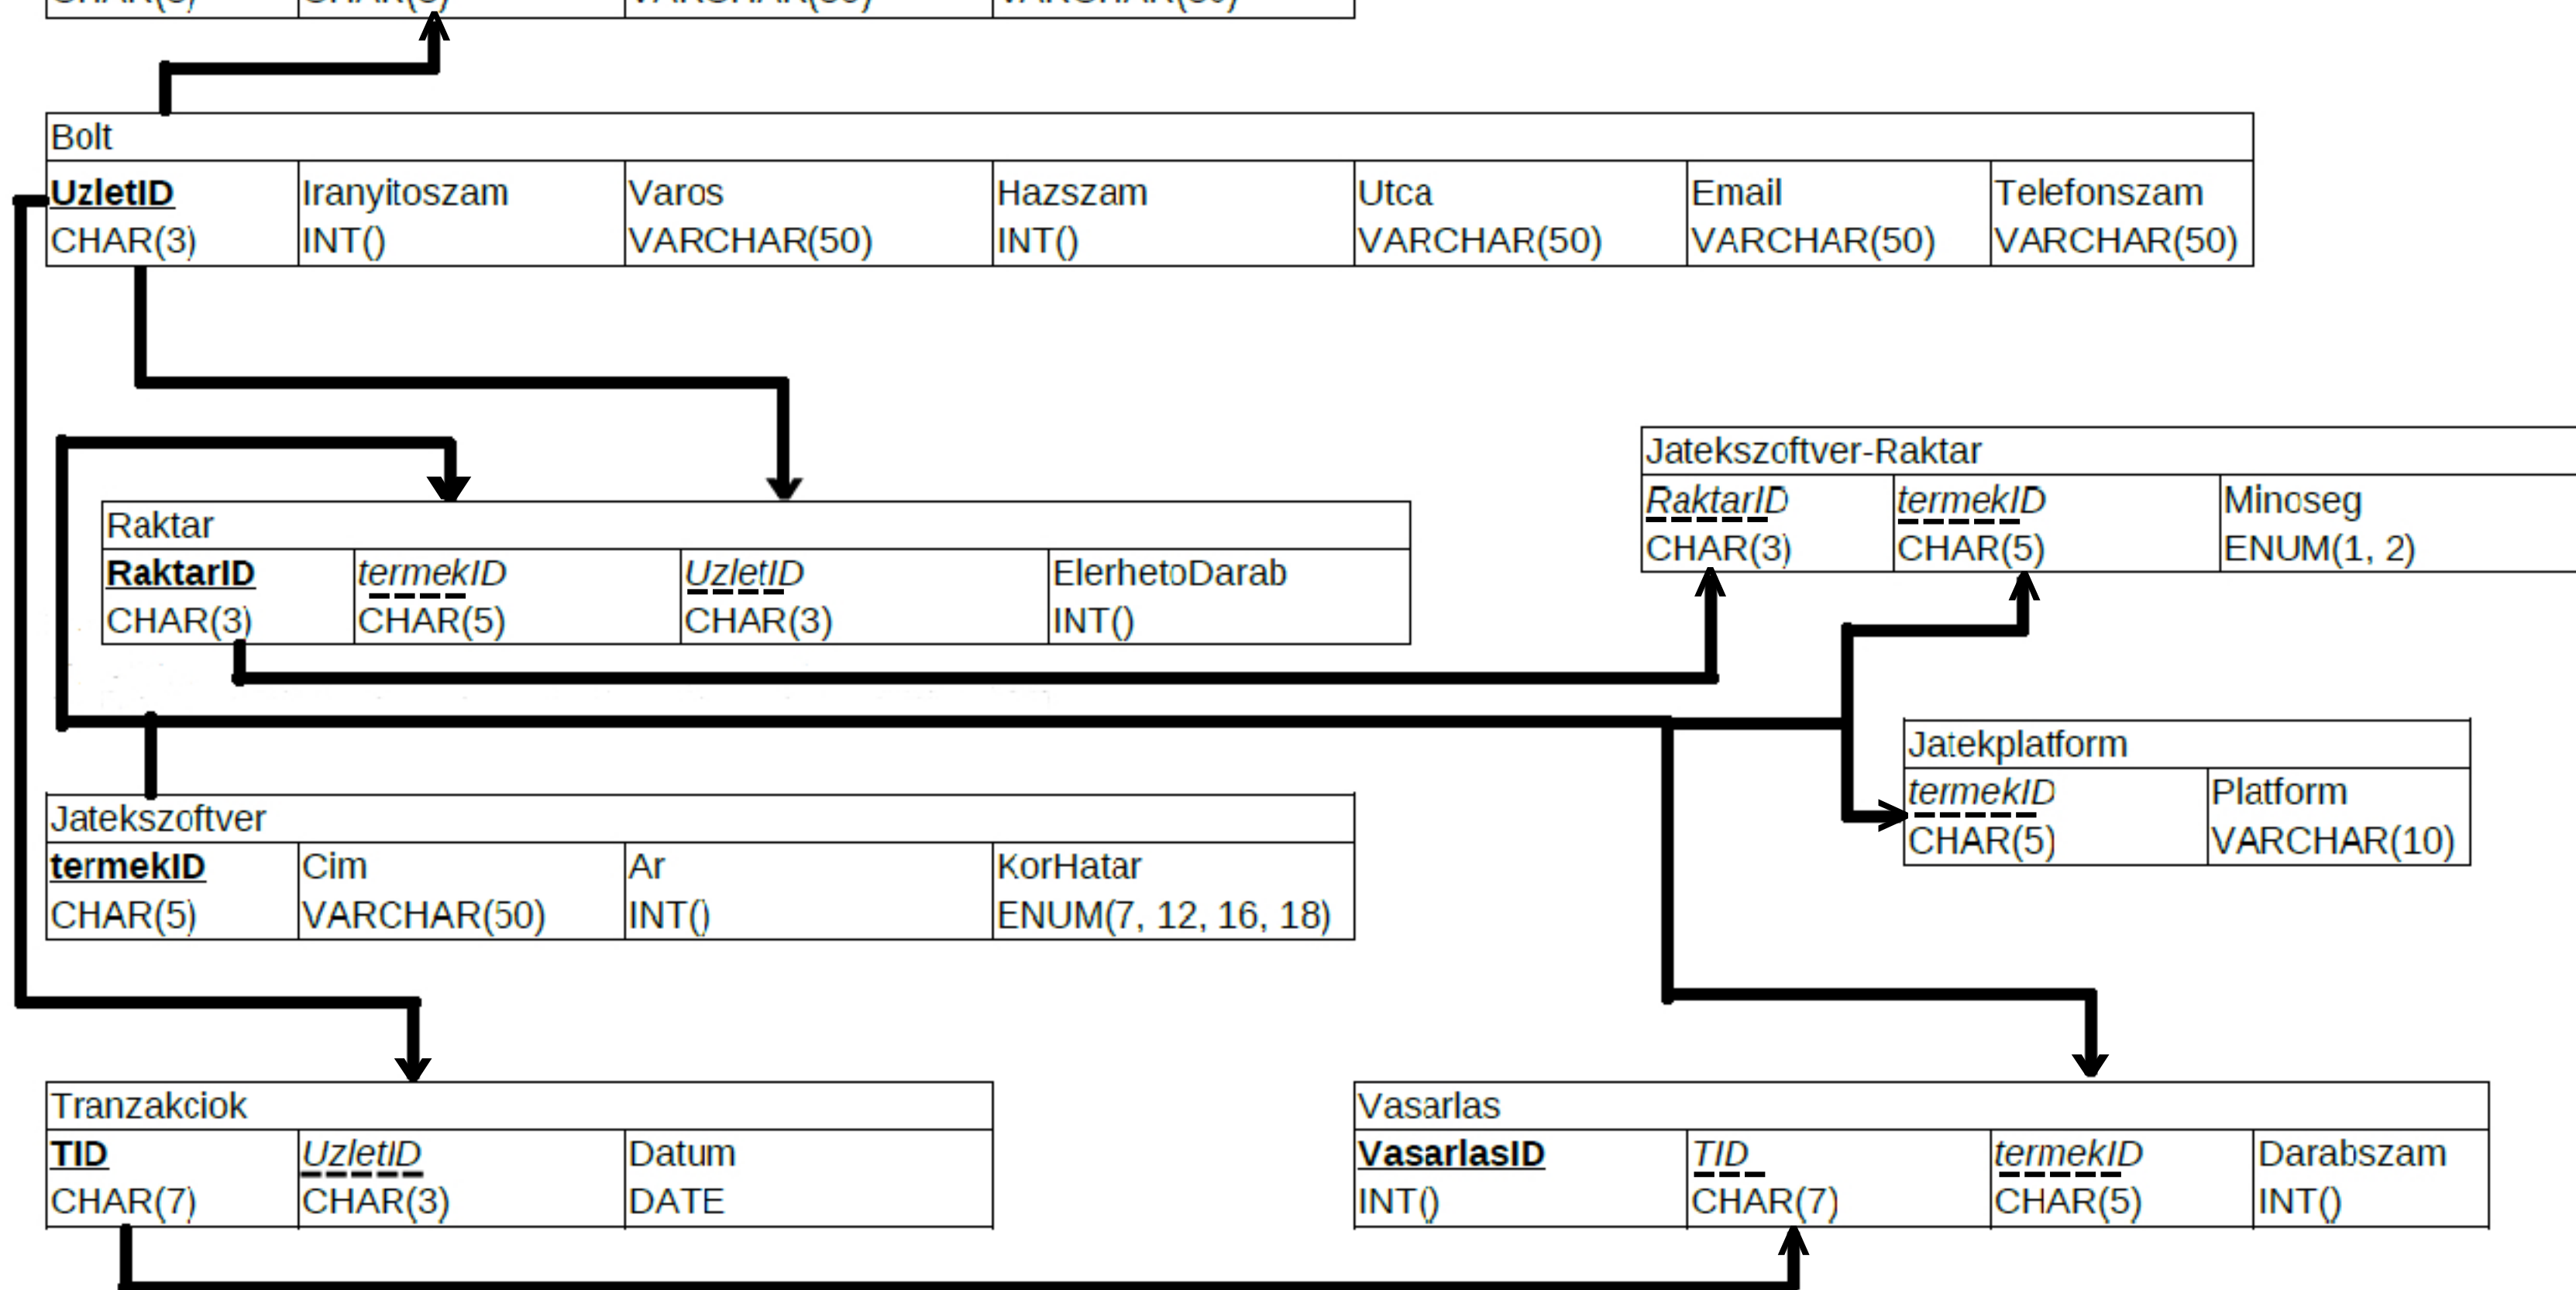 Bolt
UzletID Iranyitoszam Varos Hazszam Utca Email Telefonszam
CHAR(3) INT() VARCHAR(50) INT() VARCHAR(50) VARCHAR(50) VARCHAR(50)
Jatekszoftver-Raktar
RaktarID termekID Minoseg
CHAR(3) CHAR(5) ENUM(1, 2)
Raktar
RaktarID termekID UzletID ElerhetoDarab
CHAR(3) CHAR(5) CHAR(3) INT()
Jatekplatform
termekID Platform
CHAR(5) VARCHAR(10)
Jatekszoftver
termekID Cim Ar KorHatar
CHAR(5) VARCHAR(50) INT() ENUM(7, 12, 16, 18)
Tranzakciok
TID UzletID Datum
CHAR(7) CHAR(3) DATE
Vasarlas
VasarlasID TID termekID Darabszam
INT() CHAR(7) CHAR(5) INT()